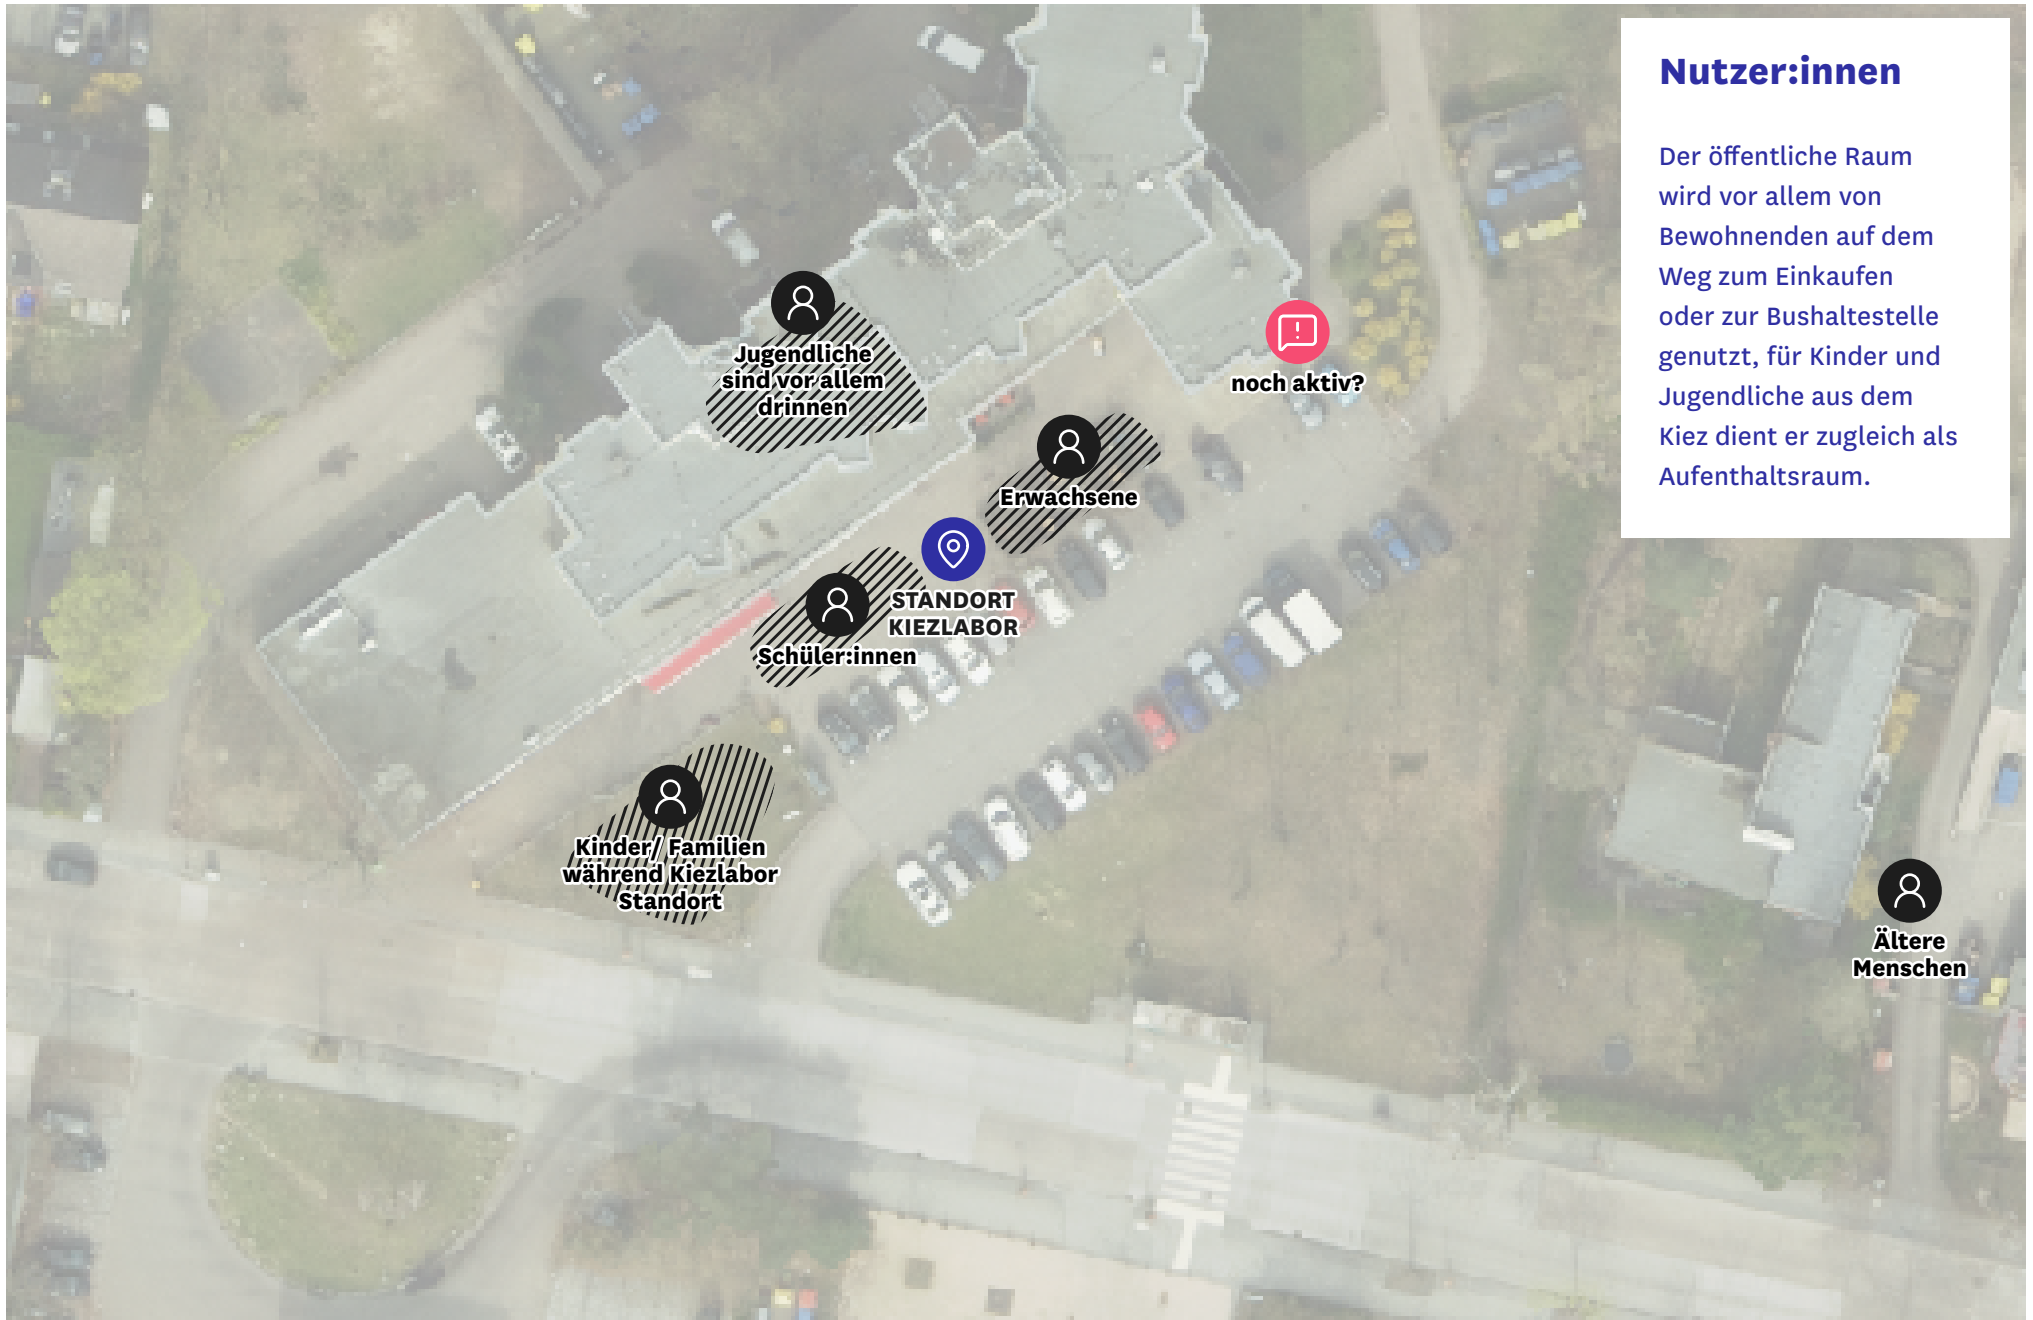 Nutzer:innen
Der öffentliche Raum
wird vor allem von
Bewohnenden auf dem
Weg zum Einkaufen
oder zur Bushaltestelle
genutzt, für Kinder und
Jugendliche aus dem
Kiez dient er zugleich als
Aufenthaltsraum.
Jugendliche
sind vor allem
drinnen
noch aktiv?
Erwachsene
STANDORT
KIEZLABOR
Schüler:innen
Kinder/ Familien
während Kiezlabor
Standort
Ältere
Menschen